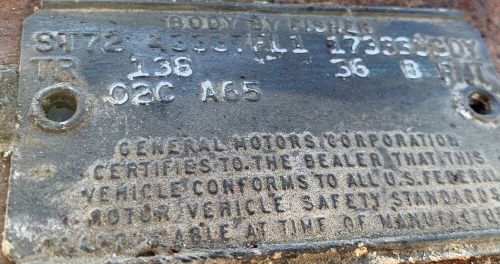 BODY BY FISHER
ST72 BDY
TR 138 36 B
02C A65
GENERAL MOTORS CORPORATION
CERTIFIES TO THE DEALER THAT THIS
VEHICLE CONFORMS TO ALL U.S. FEDERAL
MOTOR VEHICLE SAFETY STANDARDS
AT TIME OF MANUFACTU